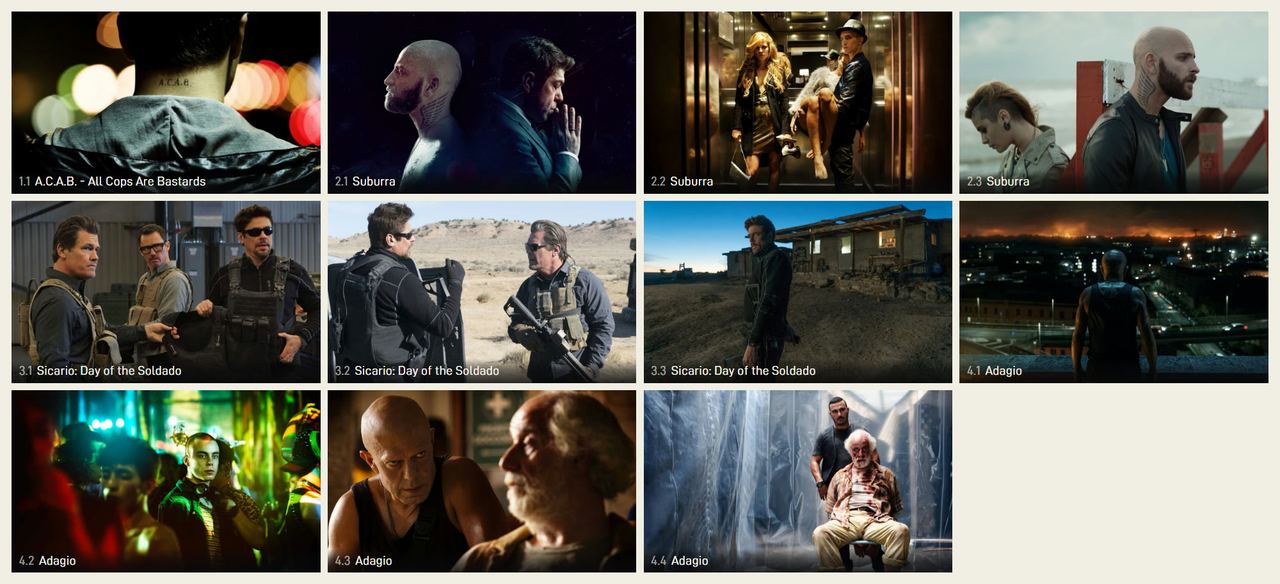 A.C.A.B.
1.1 A.C.A.B. - All Cops Are Bastards
2.1 Suburra
2.2 Suburra
2.3 Suburra
3.1 Sicario: Day of the Soldado
3.2 Sicario: Day of the Soldado
3.3 Sicario: Day of the Soldado
4.1 Adagio
4.2 Adagio
4.3 Adagio
4.4 Adagio